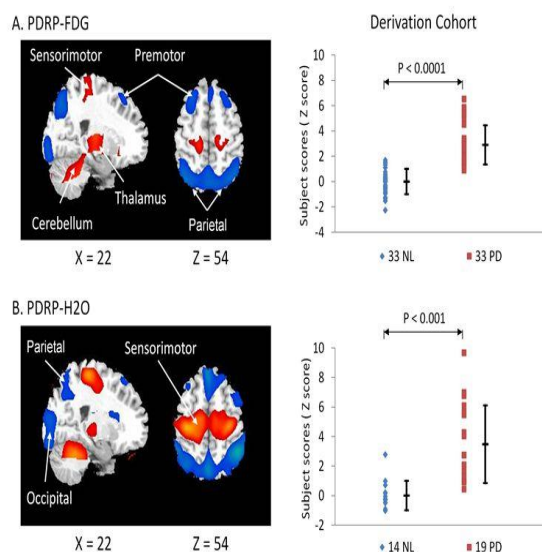 A. PDRP-FDG
Derivation Cohort
Sensorimotor
Premotor
Thalamus
Cerebellum
Parietal
X = 22
Z = 54
P < 0.0001
Subject scores ( Z score)
10
8
6
4
2
0
-2
-4
33 NL
33 PD
B. PDRP-H2O
Parietal
Sensorimotor
Occipital
X = 22
Z = 54
P < 0.001
Subject scores ( Z score)
10
8
6
4
2
0
-2
14 NL
19 PD